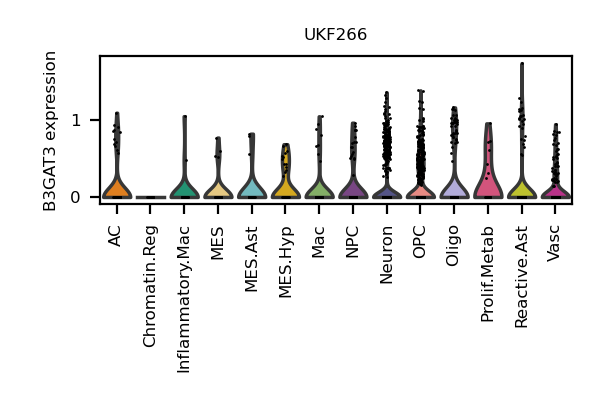 UKF266
B3GAT3 expression
1
0
AC
Chromatin.Reg
Inflammatory.Mac
MES
MES.Ast
MES.Hyp
Mac
NPC
Neuron
OPC
Oligo
Prolif.Metab
Reactive.Ast
Vasc